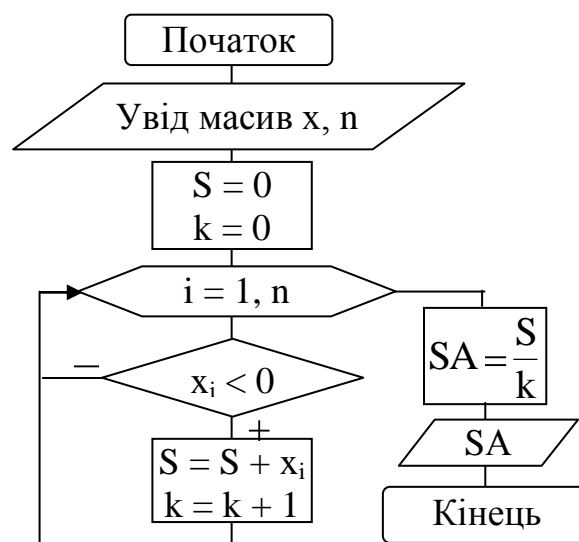 Початок
Увід масив x, n
S = 0
k = 0
i = 1, n
–
xᵢ < 0
+
S = S + xᵢ
k = k + 1
SA = S/k
SA
Кінець